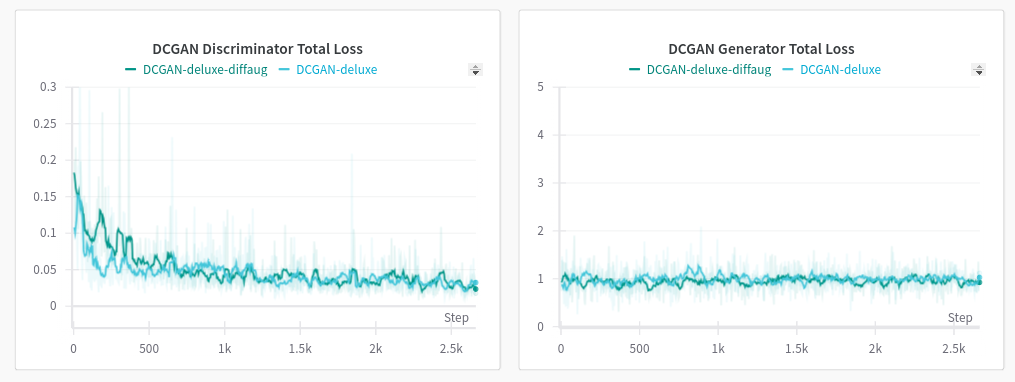 DCGAN Discriminator Total Loss
DCGAN-deluxe-diffaug DCGAN-deluxe
0.3
0.25
0.2
0.15
0.1
0.05
0
Step
0 500 1k 1.5k 2k 2.5k
DCGAN Generator Total Loss
DCGAN-deluxe-diffaug DCGAN-deluxe
5
4
3
2
1
0
Step
0 500 1k 1.5k 2k 2.5k